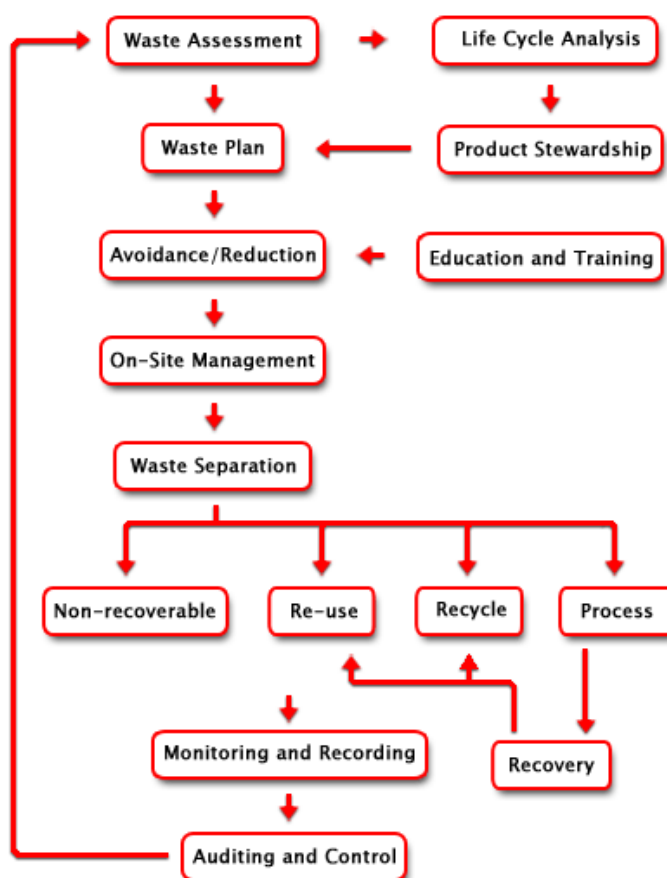 Waste Assessment
Life Cycle Analysis
Waste Plan
Product Stewardship
Avoidance/Reduction
Education and Training
On-Site Management
Waste Separation
Non-recoverable
Re-use
Recycle
Process
Monitoring and Recording
Recovery
Auditing and Control